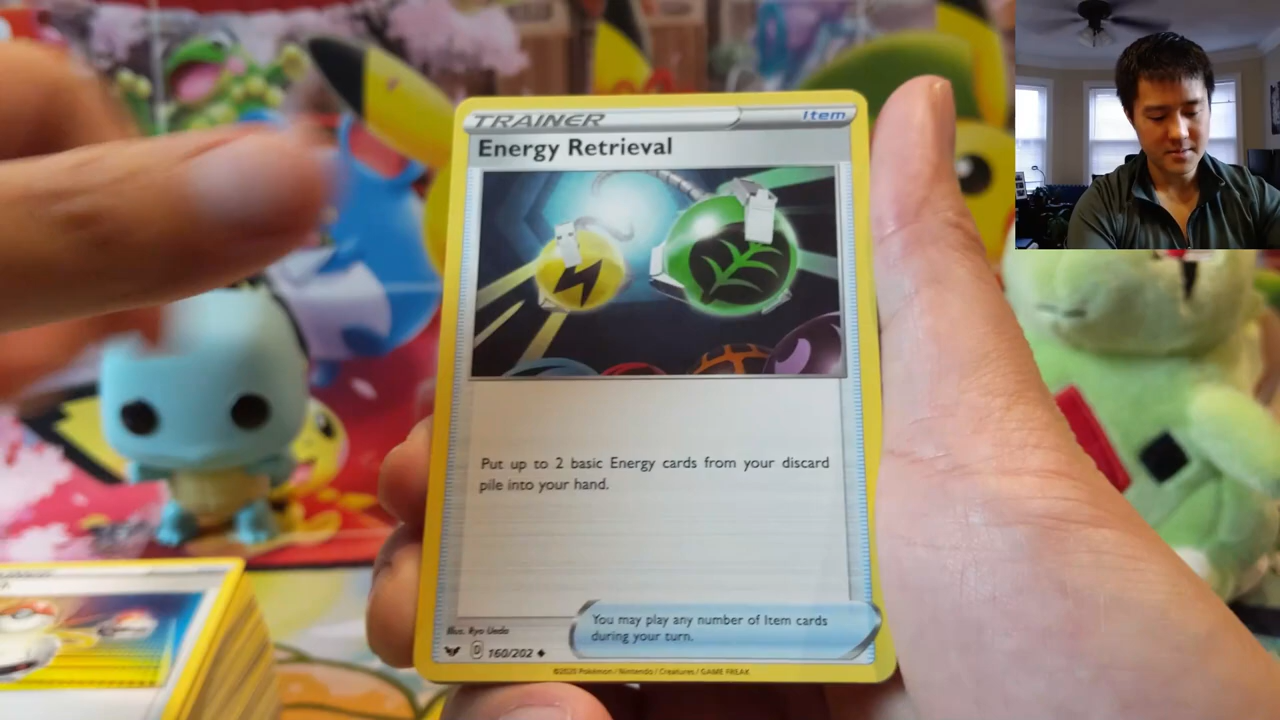 TRAINER
Item
Energy Retrieval
Put up to 2 basic Energy cards from your discard
pile into your hand.
You may play any number of Item cards
during your turn.
Illus. Ryo Ueda
D 160/202
©2020 Pokémon / Nintendo / Creatures / GAME FREAK